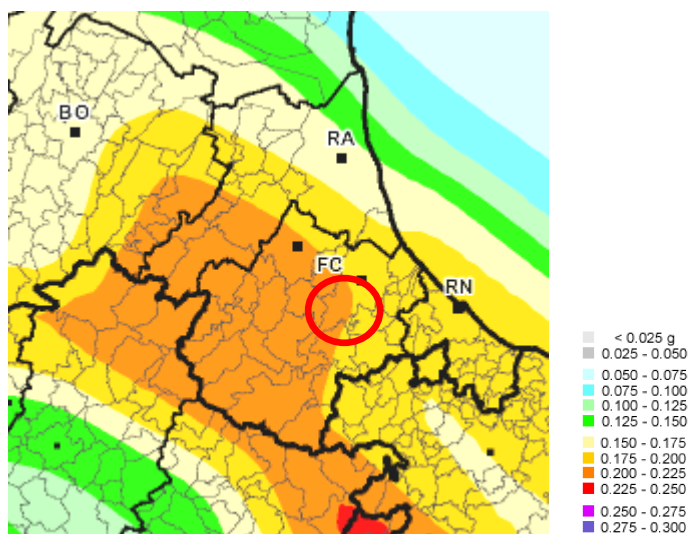 BO
RA
FC
RN
< 0.025 g
0.025 - 0.050
0.050 - 0.075
0.075 - 0.100
0.100 - 0.125
0.125 - 0.150
0.150 - 0.175
0.175 - 0.200
0.200 - 0.225
0.225 - 0.250
0.250 - 0.275
0.275 - 0.300